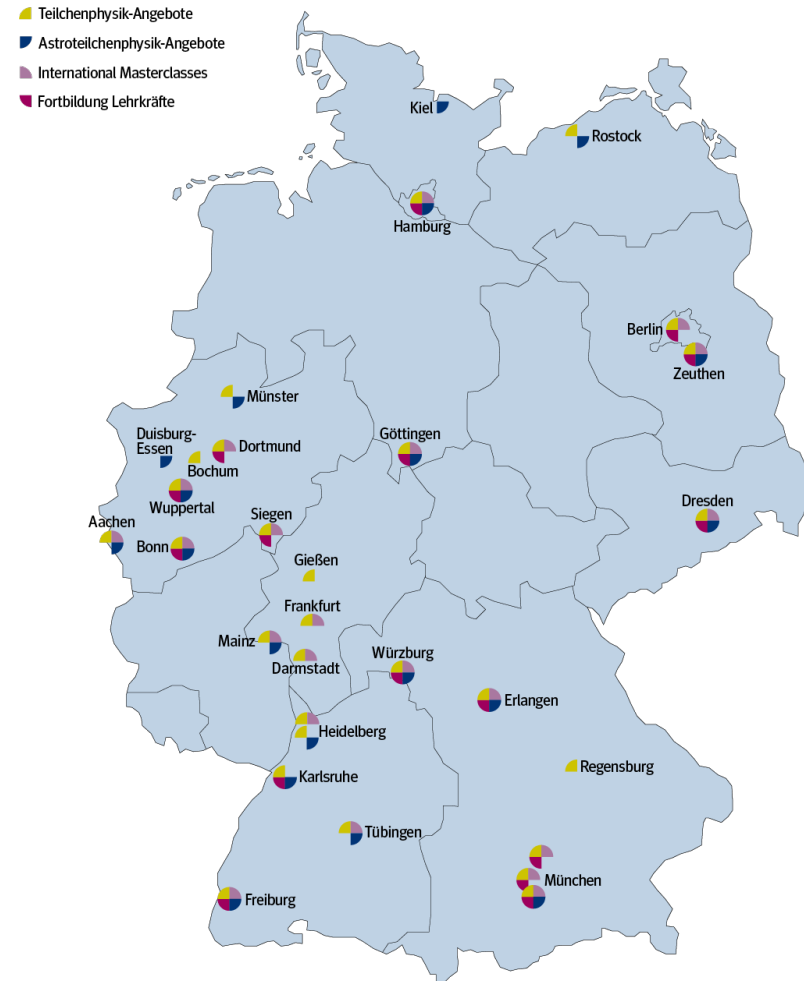 Teilchenphysik-Angebote
Astroteilchenphysik-Angebote
International Masterclasses
Fortbildung Lehrkräfte
Kiel
Rostock
Hamburg
Berlin
Zeuthen
Münster
Duisburg-
Essen
Dortmund
Bochum
Göttingen
Wuppertal
Dresden
Aachen
Siegen
Bonn
Gießen
Frankfurt
Mainz
Darmstadt
Würzburg
Erlangen
Heidelberg
Regensburg
Karlsruhe
Tübingen
München
Freiburg